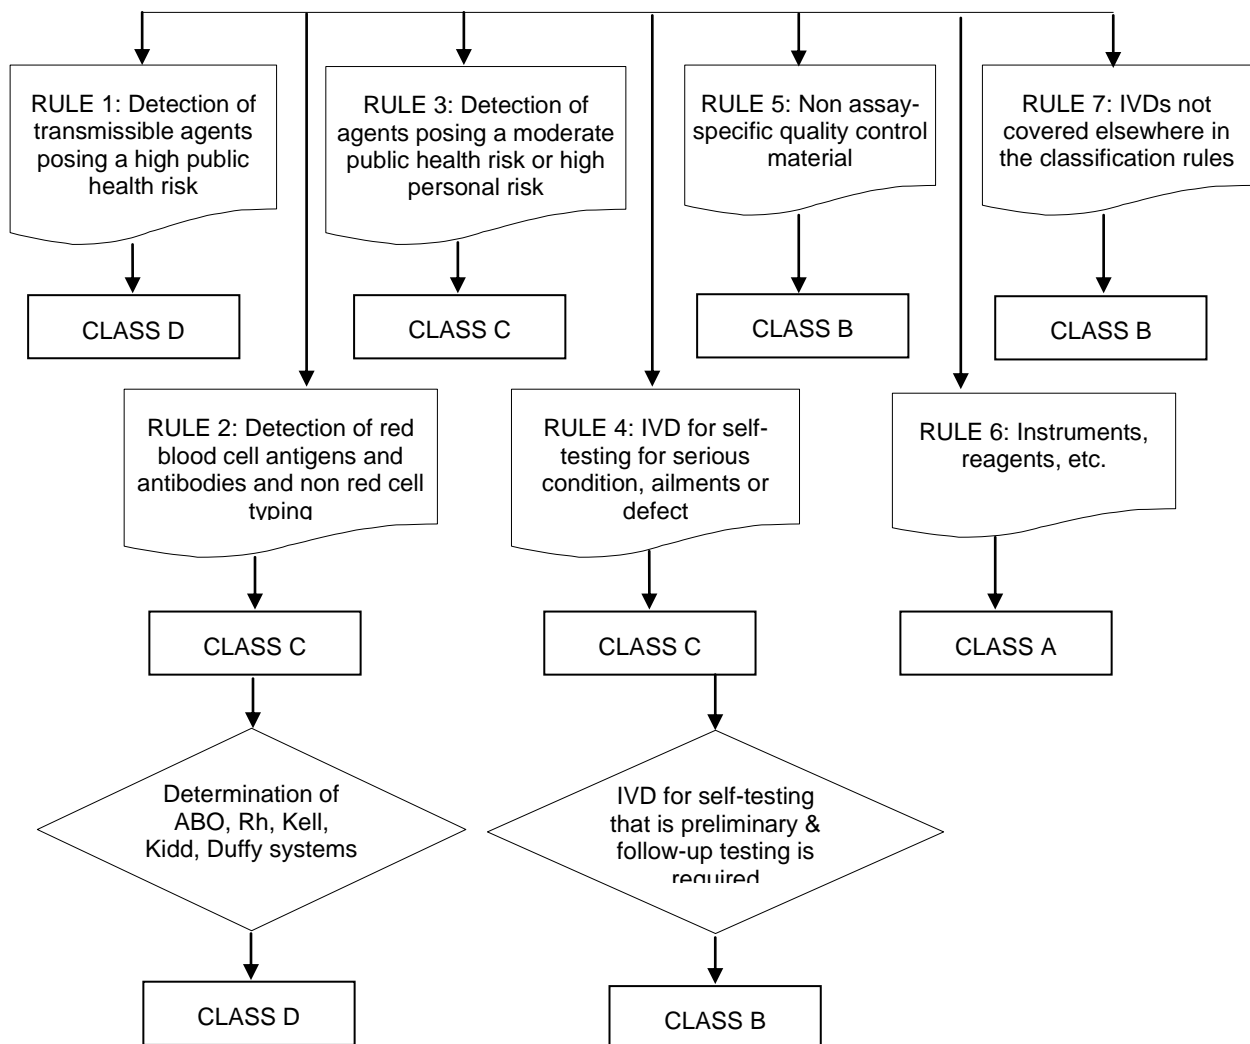 RULE 1: Detection of
transmissible agents
posing a high public
health risk
RULE 3: Detection of
agents posing a moderate
public health risk or high
personal risk
RULE 5: Non assay-
specific quality control
material
RULE 7: IVDs not
covered elsewhere in
the classification rules
CLASS D
CLASS C
CLASS B
CLASS B
RULE 2: Detection of red
blood cell antigens and
antibodies and non red cell
typing
RULE 4: IVD for self-
testing for serious
condition, ailments or
defect
RULE 6: Instruments,
reagents, etc.
CLASS C
CLASS C
CLASS A
Determination of
ABO, Rh, Kell,
Kidd, Duffy systems
IVD for self-testing
that is preliminary &
follow-up testing is
required
CLASS D
CLASS B